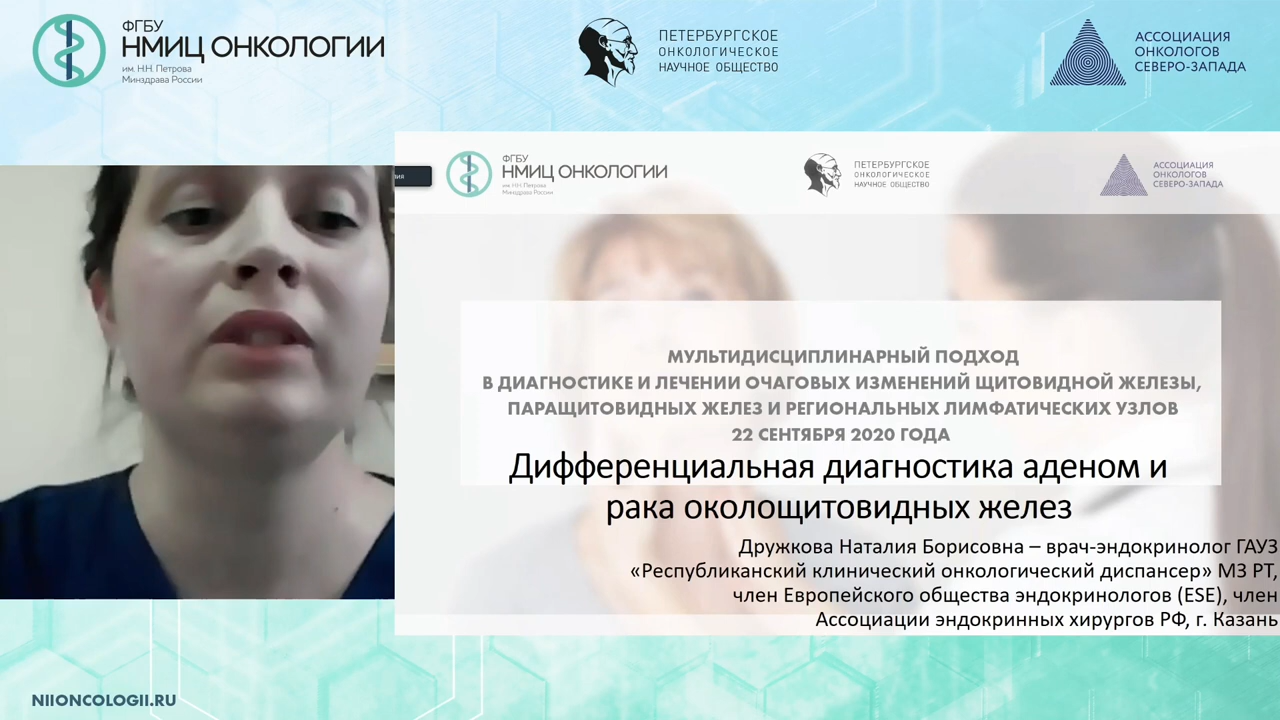 ФГБУ
НМИЦ ОНКОЛОГИИ
им. Н.Н. Петрова
Минздрава России
ПЕТЕРБУРГСКОЕ
ОНКОЛОГИЧЕСКОЕ
НАУЧНОЕ ОБЩЕСТВО
АССОЦИАЦИЯ
ОНКОЛОГОВ
СЕВЕРО-ЗАПАДА
ФГБУ
НМИЦ ОНКОЛОГИИ
им. Н.Н. Петрова
Минздрава России
ПЕТЕРБУРГСКОЕ
ОНКОЛОГИЧЕСКОЕ
НАУЧНОЕ ОБЩЕСТВО
АССОЦИАЦИЯ
ОНКОЛОГОВ
СЕВЕРО-ЗАПАДА
МУЛЬТИДИСЦИПЛИНАРНЫЙ ПОДХОД
В ДИАГНОСТИКЕ И ЛЕЧЕНИИ ОЧАГОВЫХ ИЗМЕНЕНИЙ ЩИТОВИДНОЙ ЖЕЛЕЗЫ,
ПАРАЩИТОВИДНЫХ ЖЕЛЕЗ И РЕГИОНАЛЬНЫХ ЛИМФАТИЧЕСКИХ УЗЛОВ
22 СЕНТЯБРЯ 2020 ГОДА
Дифференциальная диагностика аденом и
рака околощитовидных желез
Дружкова Наталия Борисовна – врач-эндокринолог ГАУЗ
«Республиканский клинический онкологический диспансер» МЗ РТ,
член Европейского общества эндокринологов (ESE), член
Ассоциации эндокринных хирургов РФ, г. Казань
NIIONCOLOGII.RU